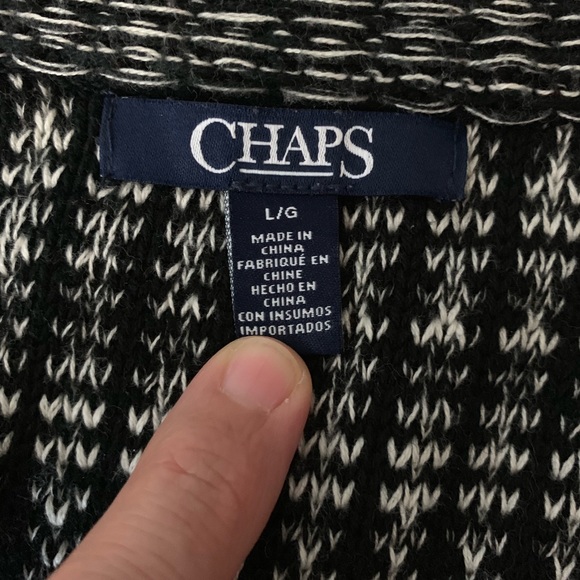 CHAPS
L/G
MADE IN
CHINA
FABRIQUÉ EN
CHINE
HECHO EN
CHINA
CON INSUMOS
IMPORTADOS